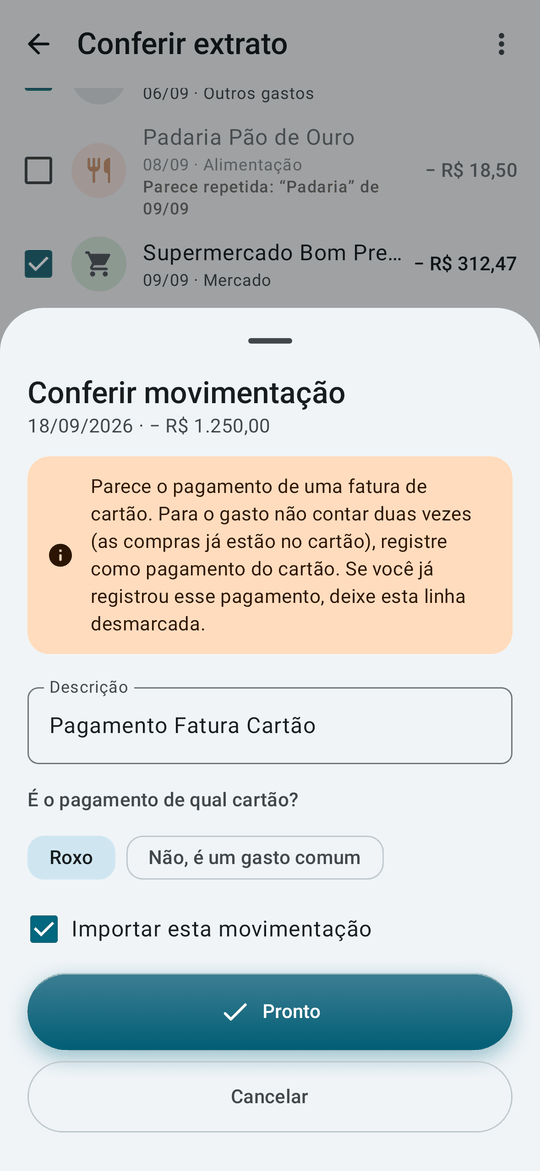 Conferir extrato
06/09 · Outros gastos
Padaria Pão de Ouro
08/09 · Alimentação
− R$ 18,50
Parece repetida: “Padaria” de
09/09
Supermercado Bom Pre…
− R$ 312,47
09/09 · Mercado
Conferir movimentação
18/09/2026 · − R$ 1.250,00
Parece o pagamento de uma fatura de
cartão. Para o gasto não contar duas vezes
(as compras já estão no cartão), registre
como pagamento do cartão. Se você já
registrou esse pagamento, deixe esta linha
desmarcada.
Descrição
Pagamento Fatura Cartão
É o pagamento de qual cartão?
Roxo
Não, é um gasto comum
Importar esta movimentação
Pronto
Cancelar